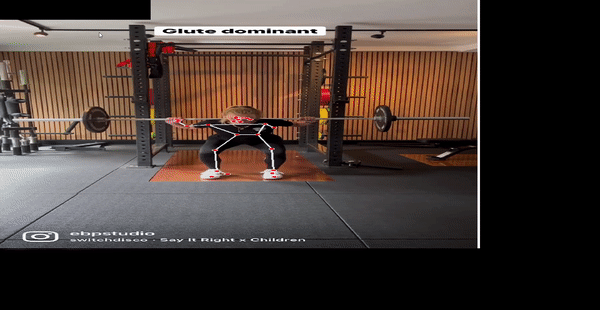 Glute dominant
ebpstudio
switchdisco · Say It Right x Children